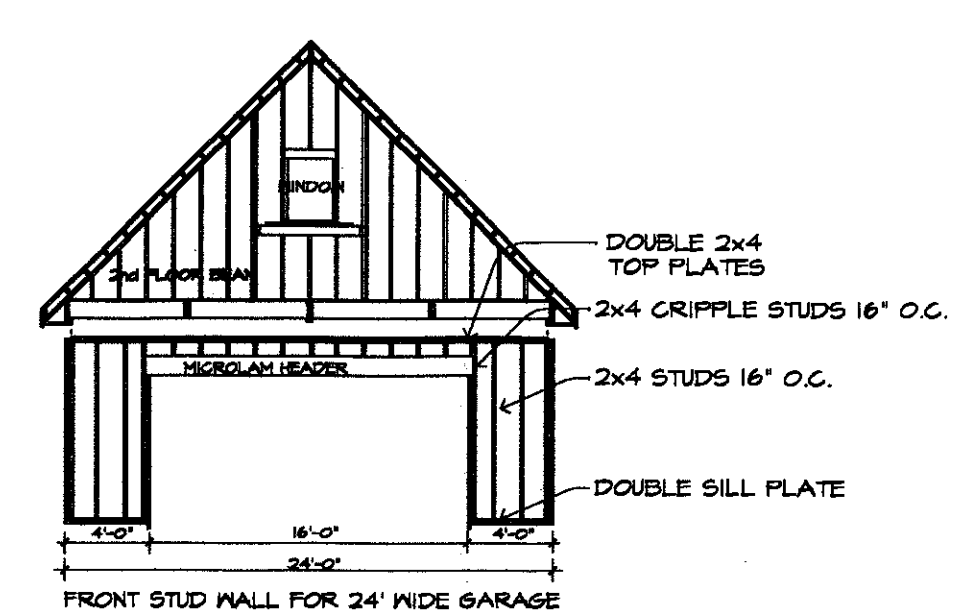 WINDOW
DOUBLE 2x4
TOP PLATES
2nd FLOOR BEAM
2x4 CRIPPLE STUDS 16" O.C.
MICROLAM HEADER
2x4 STUDS 16" O.C.
DOUBLE SILL PLATE
4'-0" 16'-0" 4'-0"
24'-0"
FRONT STUD WALL FOR 24' WIDE GARAGE